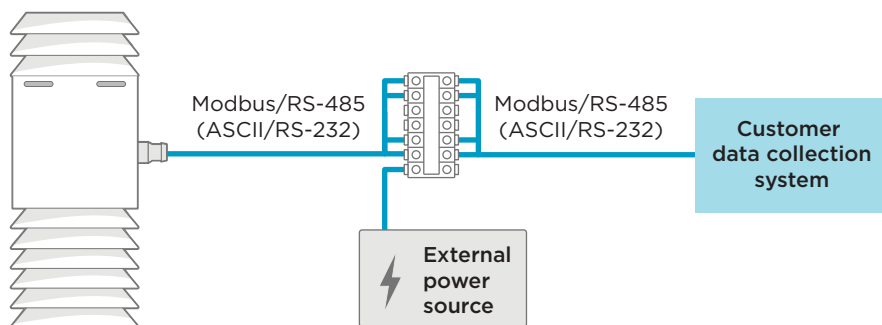 Modbus/RS-485
(ASCII/RS-232)
Modbus/RS-485
(ASCII/RS-232)
Customer
data collection
system
External
power
source